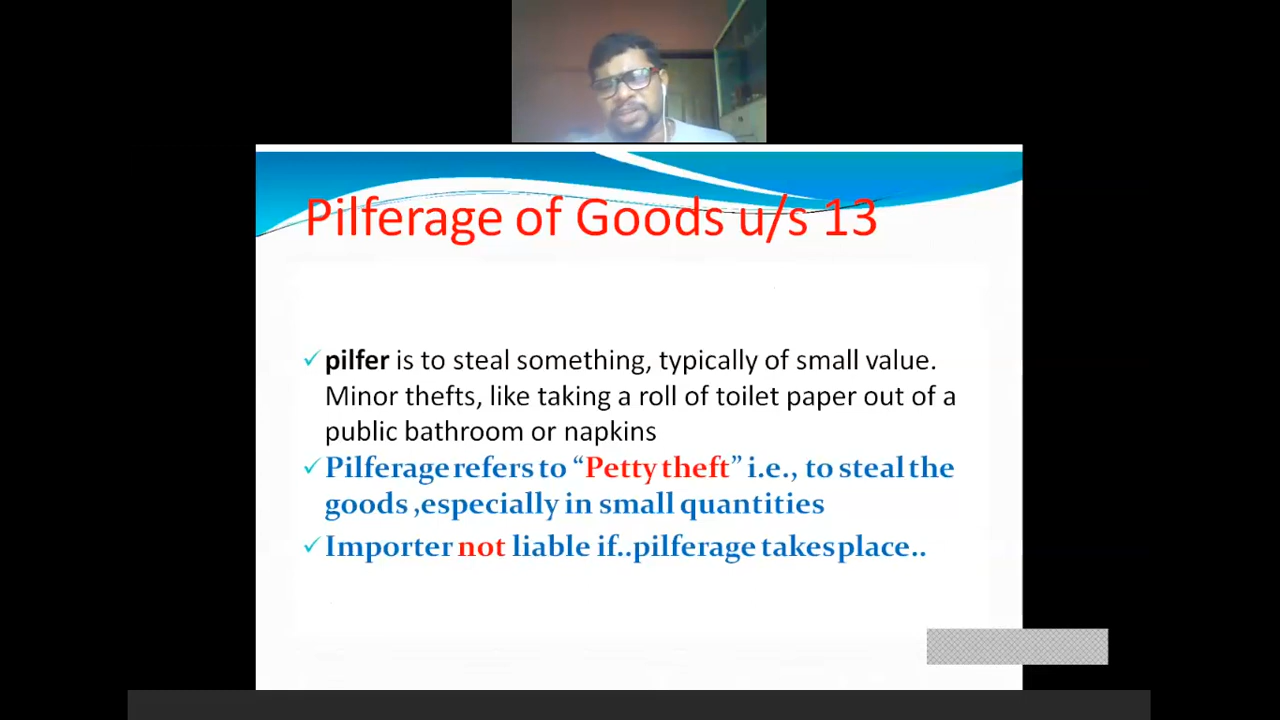 Pilferage of Goods u/s 13
pilfer is to steal something, typically of small value.
Minor thefts, like taking a roll of toilet paper out of a
public bathroom or napkins
Pilferage refers to “Petty theft” i.e., to steal the
goods ,especially in small quantities
Importer not liable if..pilferage takes place..